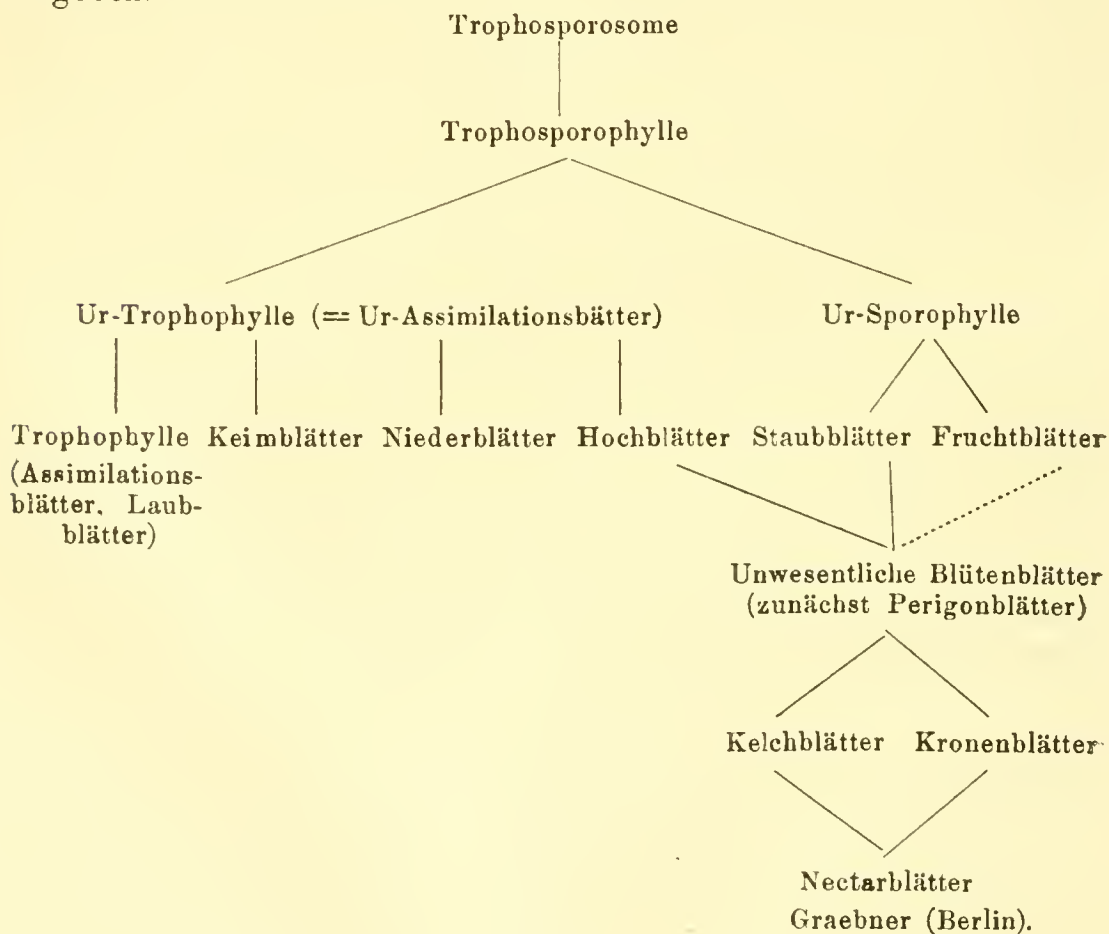 Trophosporosome
Trophosporophylle
Ur-Trophophylle (= Ur-Assimilationsbätter) Ur-Sporophylle
Trophophylle Keimblätter Niederblätter Hochblätter Staubblätter Fruchtblätter
(Assimilations-
blätter, Laub-
blätter)
Unwesentliche Blütenblätter
(zunächst Perigonblätter)
Kelchblätter Kronenblätter
Nectarblätter
Graebner (Berlin).